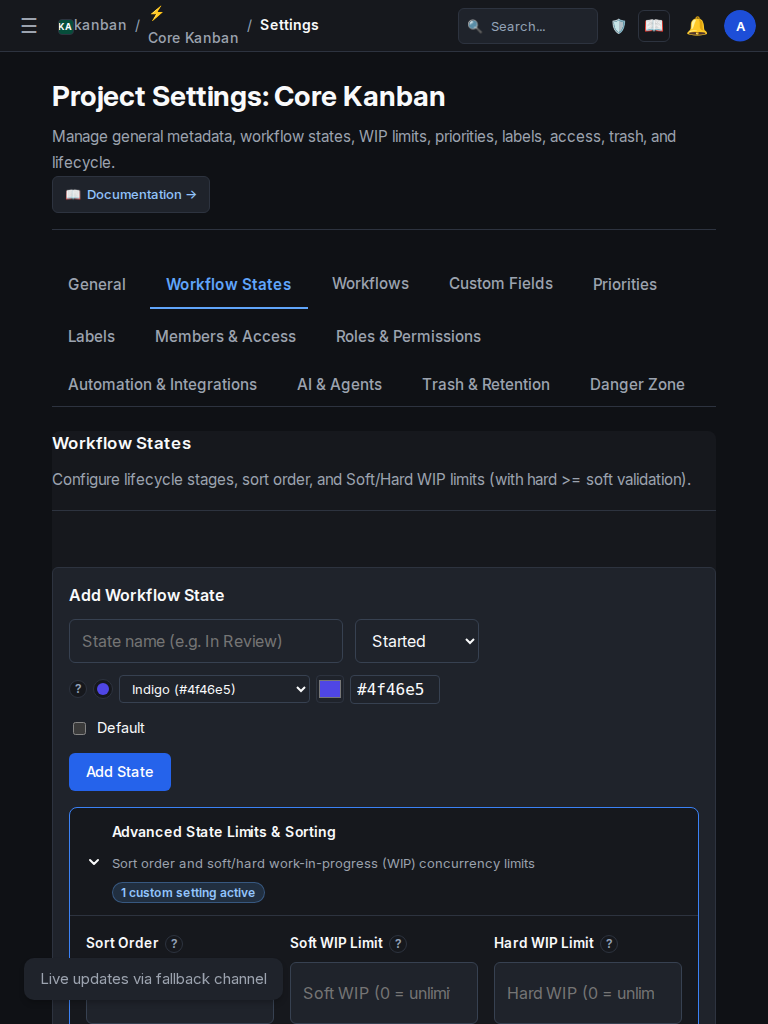 KA kanban / ⚡ Core Kanban / Settings
🔍 Search...
A
Project Settings: Core Kanban
Manage general metadata, workflow states, WIP limits, priorities, labels, access, trash, and
lifecycle.
📖 Documentation →
General Workflow States Workflows Custom Fields Priorities
Labels Members & Access Roles & Permissions
Automation & Integrations AI & Agents Trash & Retention Danger Zone
Workflow States
Configure lifecycle stages, sort order, and Soft/Hard WIP limits (with hard >= soft validation).
Add Workflow State
State name (e.g. In Review) Started
? Indigo (#4f46e5) #4f46e5
Default
Add State
Advanced State Limits & Sorting
Sort order and soft/hard work-in-progress (WIP) concurrency limits
1 custom setting active
Sort Order ? Soft WIP Limit ? Hard WIP Limit ?
Soft WIP (0 = unlimi Hard WIP (0 = unlim
Live updates via fallback channel